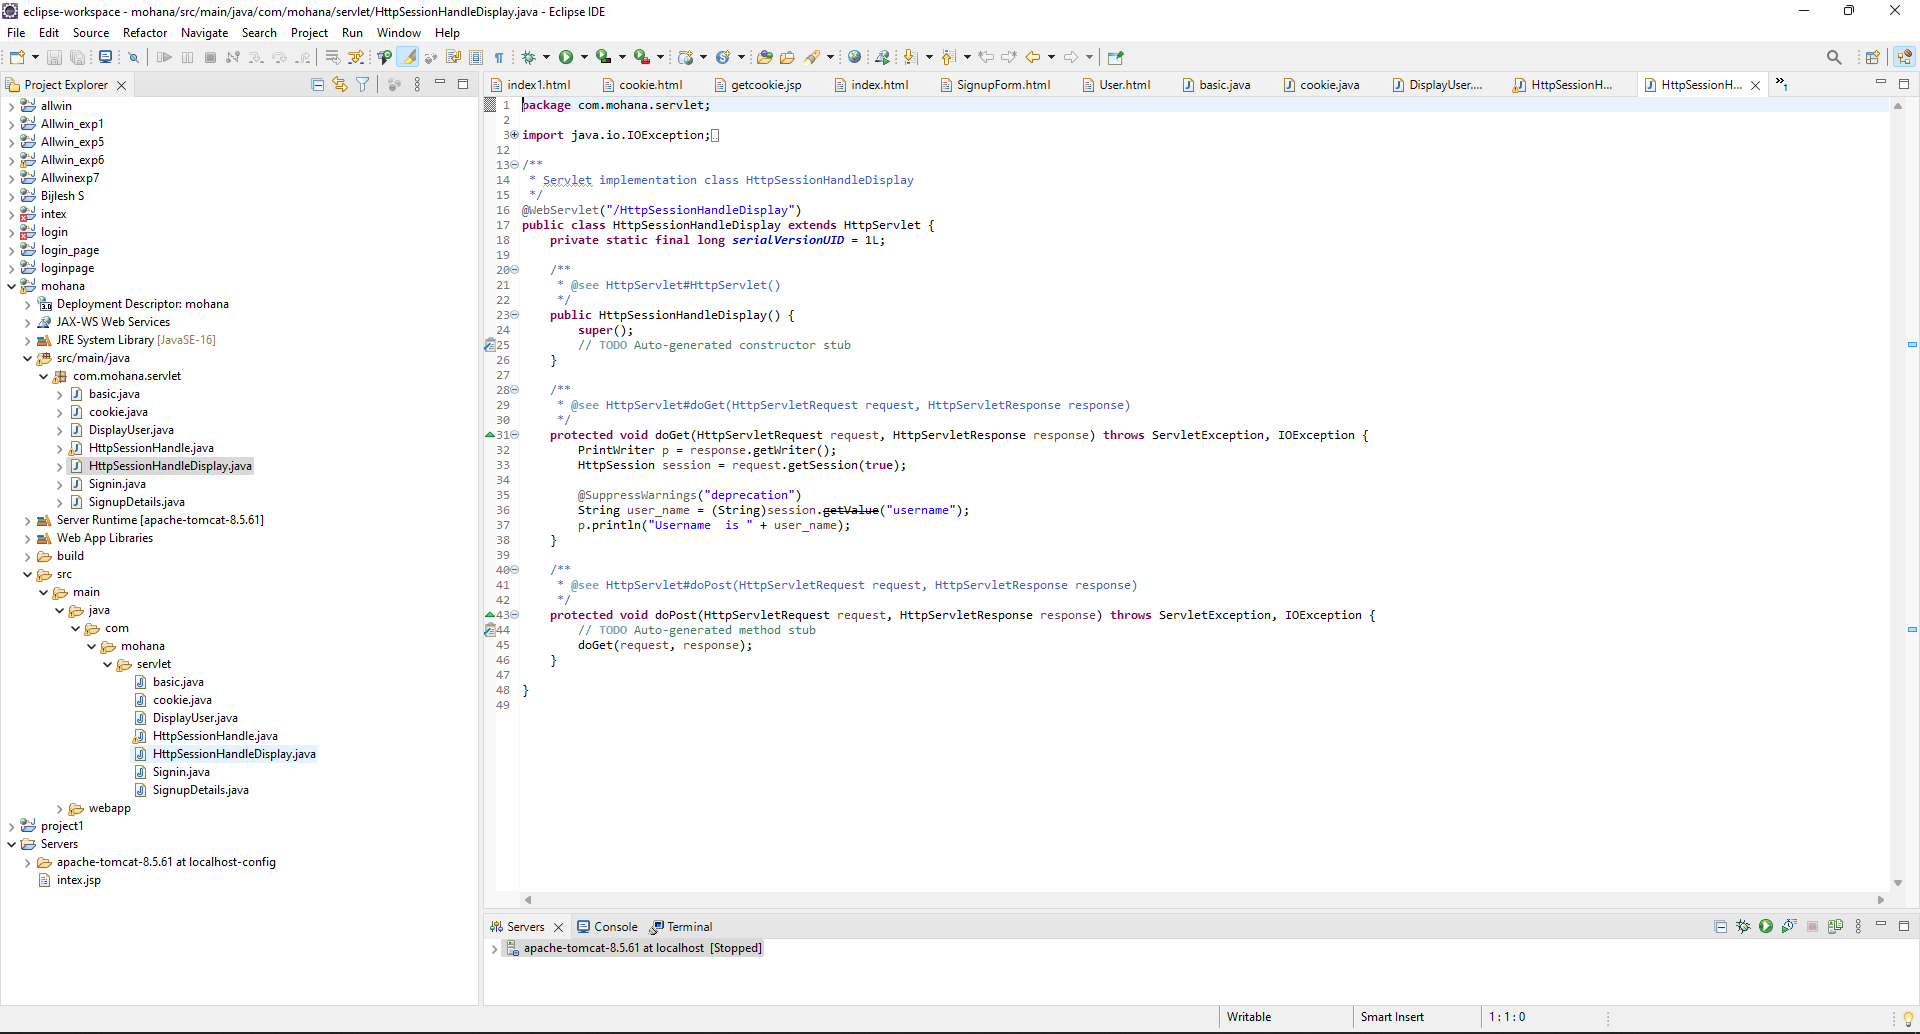 eclipse-workspace - mohana/src/main/java/com/mohana/servlet/HttpSessionHandleDisplay.java - Eclipse IDE
File Edit Source Refactor Navigate Search Project Run Window Help
Project Explorer
allwin
Allwin_exp1
Allwin_exp5
Allwin_exp6
Allwinexp7
Bijlesh S
intex
login
login_page
loginpage
mohana
Deployment Descriptor: mohana
JAX-WS Web Services
JRE System Library [JavaSE-16]
src/main/java
com.mohana.servlet
basic.java
cookie.java
DisplayUser.java
HttpSessionHandle.java
HttpSessionHandleDisplay.java
Signin.java
SignupDetails.java
Server Runtime [apache-tomcat-8.5.61]
Web App Libraries
build
src
main
java
com
mohana
servlet
basic.java
cookie.java
DisplayUser.java
HttpSessionHandle.java
HttpSessionHandleDisplay.java
Signin.java
SignupDetails.java
webapp
project1
Servers
apache-tomcat-8.5.61 at localhost-config
intex.jsp
index1.html cookie.html getcookie.jsp index.html SignupForm.html User.html basic.java cookie.java DisplayUser.... HttpSessionH... HttpSessionH... »1
1 package com.mohana.servlet;
2
3 import java.io.IOException;
12
13 /**
14 * Servlet implementation class HttpSessionHandleDisplay
15 */
16 @WebServlet("/HttpSessionHandleDisplay")
17 public class HttpSessionHandleDisplay extends HttpServlet {
18 private static final long serialVersionUID = 1L;
19
20 /**
21 * @see HttpServlet#HttpServlet()
22 */
23 public HttpSessionHandleDisplay() {
24 super();
25 // TODO Auto-generated constructor stub
26 }
27
28 /**
29 * @see HttpServlet#doGet(HttpServletRequest request, HttpServletResponse response)
30 */
31 protected void doGet(HttpServletRequest request, HttpServletResponse response) throws ServletException, IOException {
32 PrintWriter p = response.getWriter();
33 HttpSession session = request.getSession(true);
34
35 @SuppressWarnings("deprecation")
36 String user_name = (String)session.getValue("username");
37 p.println("Username  is " + user_name);
38 }
39
40 /**
41 * @see HttpServlet#doPost(HttpServletRequest request, HttpServletResponse response)
42 */
43 protected void doPost(HttpServletRequest request, HttpServletResponse response) throws ServletException, IOException {
44 // TODO Auto-generated method stub
45 doGet(request, response);
46 }
47
48 }
49
Servers Console Terminal
apache-tomcat-8.5.61 at localhost [Stopped]
Writable Smart Insert 1 : 1 : 0